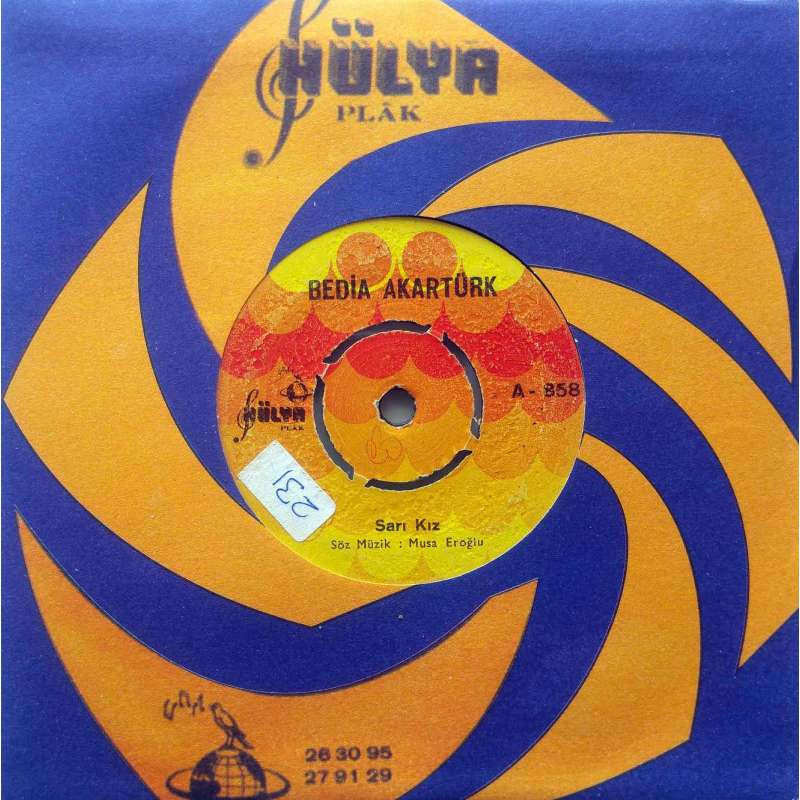 HÜLYA
PLÂK
BEDİA AKARTÜRK
A - 858
HÜLYA
PLÂK
231
Sarı Kız
Söz Müzik : Musa Eroğlu
26 30 95
27 91 29